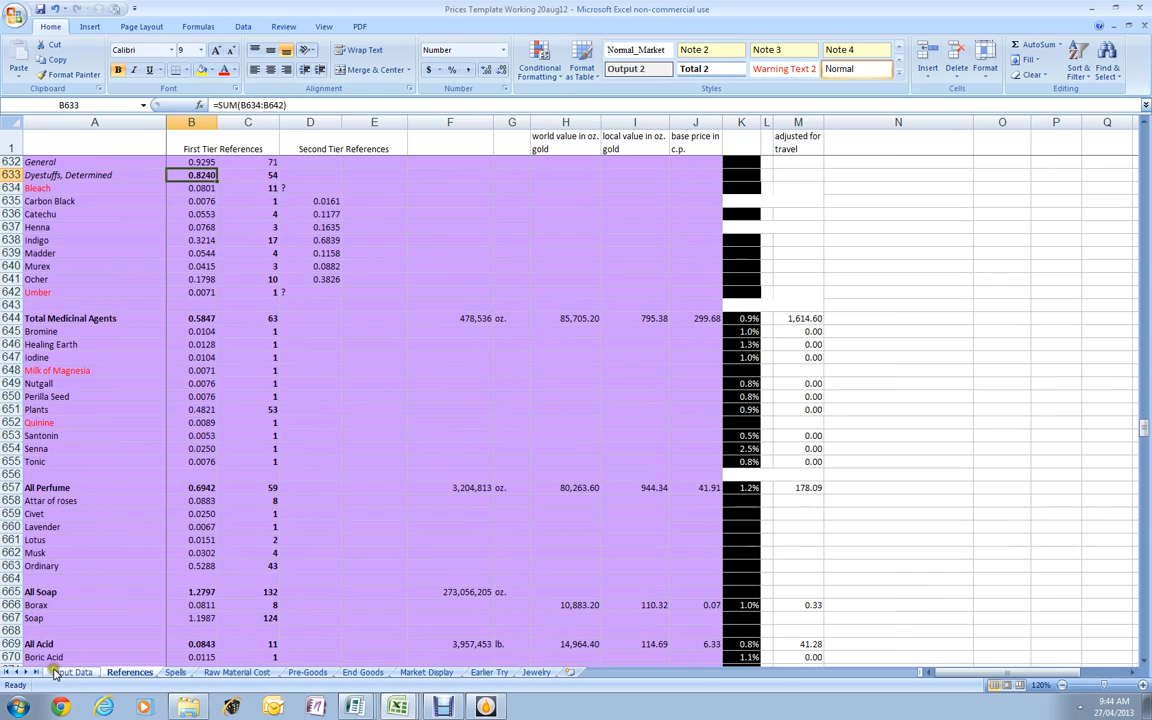 Prices Template Working 20aug12 - Microsoft Excel non-commercial use
Home Insert Page Layout Formulas Data Review View PDF
Cut
Copy
Format Painter
Paste
Clipboard
Calibri 9
B I U
Font
Wrap Text
Merge & Center
Alignment
Number
$ % ,
Number
Conditional Formatting
Format as Table
Normal_Market Note 2 Note 3 Note 4
Output 2 Total 2 Warning Text 2 Normal
Styles
Insert Delete Format
Cells
AutoSum
Fill
Clear
Sort & Filter
Find & Select
Editing
B633 fx =SUM(B634:B642)
A B C D E F G H I J K L M N O P Q
1 First Tier References Second Tier References world value in oz. gold local value in oz. gold base price in c.p. adjusted for travel
632 General 0.9295 71
633 Dyestuffs, Determined 0.8240 54
634 Bleach 0.0801 11 ?
635 Carbon Black 0.0076 1 0.0161
636 Catechu 0.0553 4 0.1177
637 Henna 0.0768 3 0.1635
638 Indigo 0.3214 17 0.6839
639 Madder 0.0544 4 0.1158
640 Murex 0.0415 3 0.0882
641 Ocher 0.1798 10 0.3826
642 Umber 0.0071 1 ?
643
644 Total Medicinal Agents 0.5847 63 478,536 oz. 85,705.20 795.38 299.68 0.9% 1,614.60
645 Bromine 0.0104 1 1.0% 0.00
646 Healing Earth 0.0128 1 1.3% 0.00
647 Iodine 0.0104 1 1.0% 0.00
648 Milk of Magnesia 0.0071 1
649 Nutgall 0.0076 1 0.8% 0.00
650 Perilla Seed 0.0076 1 0.8% 0.00
651 Plants 0.4821 53 0.9% 0.00
652 Quinine 0.0089 1
653 Santonin 0.0053 1 0.5% 0.00
654 Senna 0.0250 1 2.5% 0.00
655 Tonic 0.0076 1 0.8% 0.00
656
657 All Perfume 0.6942 59 3,204,813 oz. 80,263.60 944.34 41.91 1.2% 178.09
658 Attar of roses 0.0883 8
659 Civet 0.0250 1
660 Lavender 0.0067 1
661 Lotus 0.0151 2
662 Musk 0.0302 4
663 Ordinary 0.5288 43
664
665 All Soap 1.2797 132 273,056,205 oz.
666 Borax 0.0811 8 10,883.20 110.32 0.07 1.0% 0.33
667 Soap 1.1987 124
668
669 All Acid 0.0843 11 3,957,453 lb. 14,964.40 114.69 6.33 0.8% 41.28
670 Boric Acid 0.0115 1 1.1% 0.00
Input Data References Spells Raw Material Cost Pre-Goods End Goods Market Display Earlier Try Jewelry
Ready 120%
9:44 AM
27/04/2013